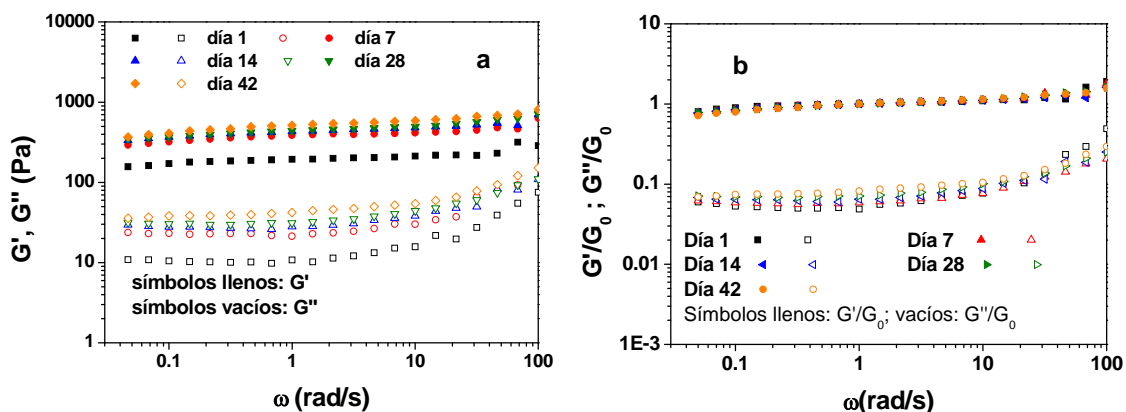 10000
1000
100
10
1
G', G'' (Pa)
día 1
día 7
día 14
día 28
día 42
a
símbolos llenos: G'
símbolos vacíos: G''
0.1
1
10
100
ω (rad/s)
10
1
0.1
0.01
1E-3
G'/G0 ; G''/G0
b
Día 1
Día 7
Día 14
Día 28
Día 42
Símbolos llenos: G'/G0; vacíos: G''/G0
0.1
1
10
100
ω(rad/s)